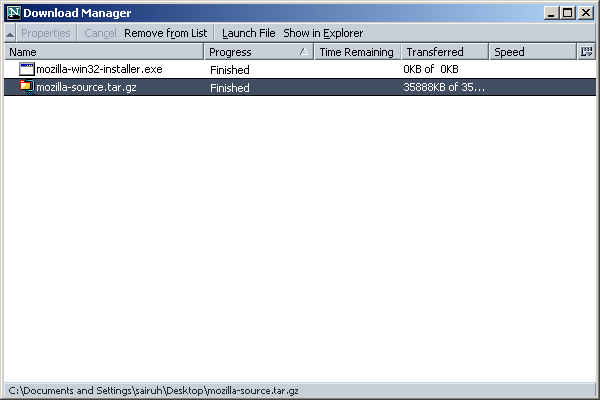 Download Manager
Properties Cancel Remove from List Launch File Show in Explorer
Name Progress Time Remaining Transferred Speed
mozilla-win32-installer.exe Finished 0KB of 0KB
mozilla-source.tar.gz Finished 35888KB of 35...
C:\Documents and Settings\sairuh\Desktop\mozilla-source.tar.gz